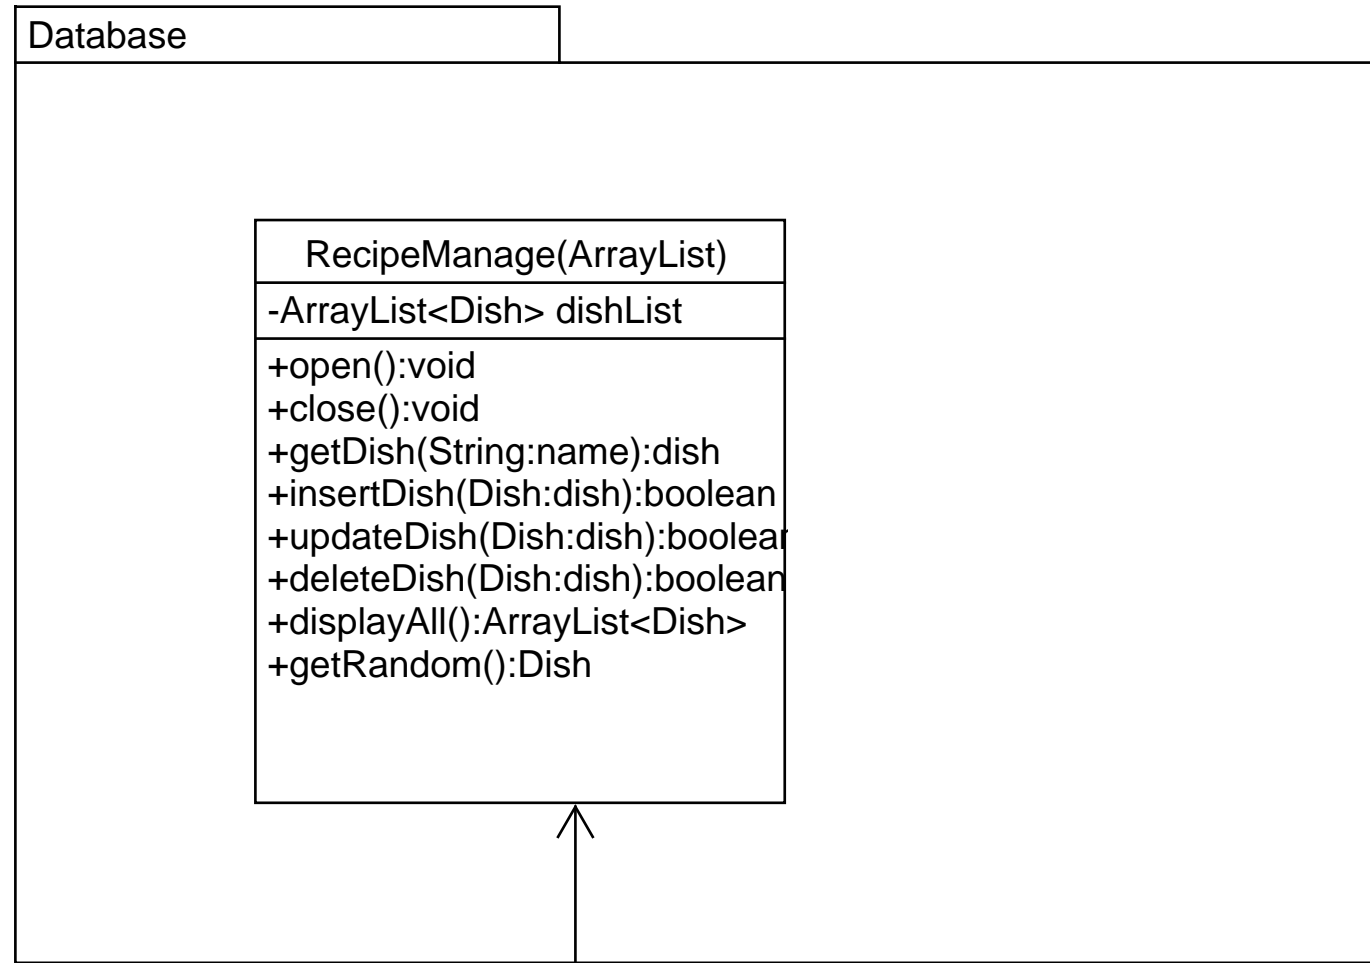 Database
RecipeManage(ArrayList)
-ArrayList<Dish> dishList
+open():void
+close():void
+getDish(String:name):dish
+insertDish(Dish:dish):boolean
+updateDish(Dish:dish):boolean
+deleteDish(Dish:dish):boolean
+displayAll():ArrayList<Dish>
+getRandom():Dish